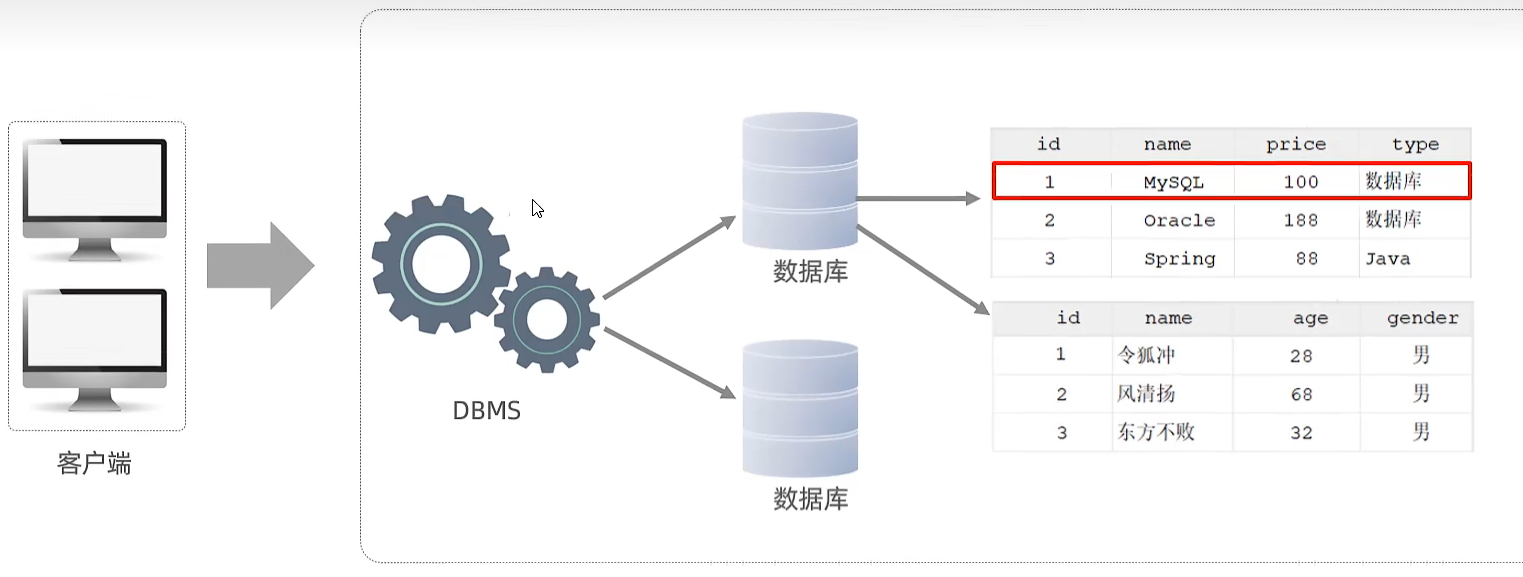 客户端
DBMS
数据库
数据库
id name price type
1 MySQL 100 数据库
2 Oracle 188 数据库
3 Spring 88 Java
id name age gender
1 令狐冲 28 男
2 风清扬 68 男
3 东方不败 32 男